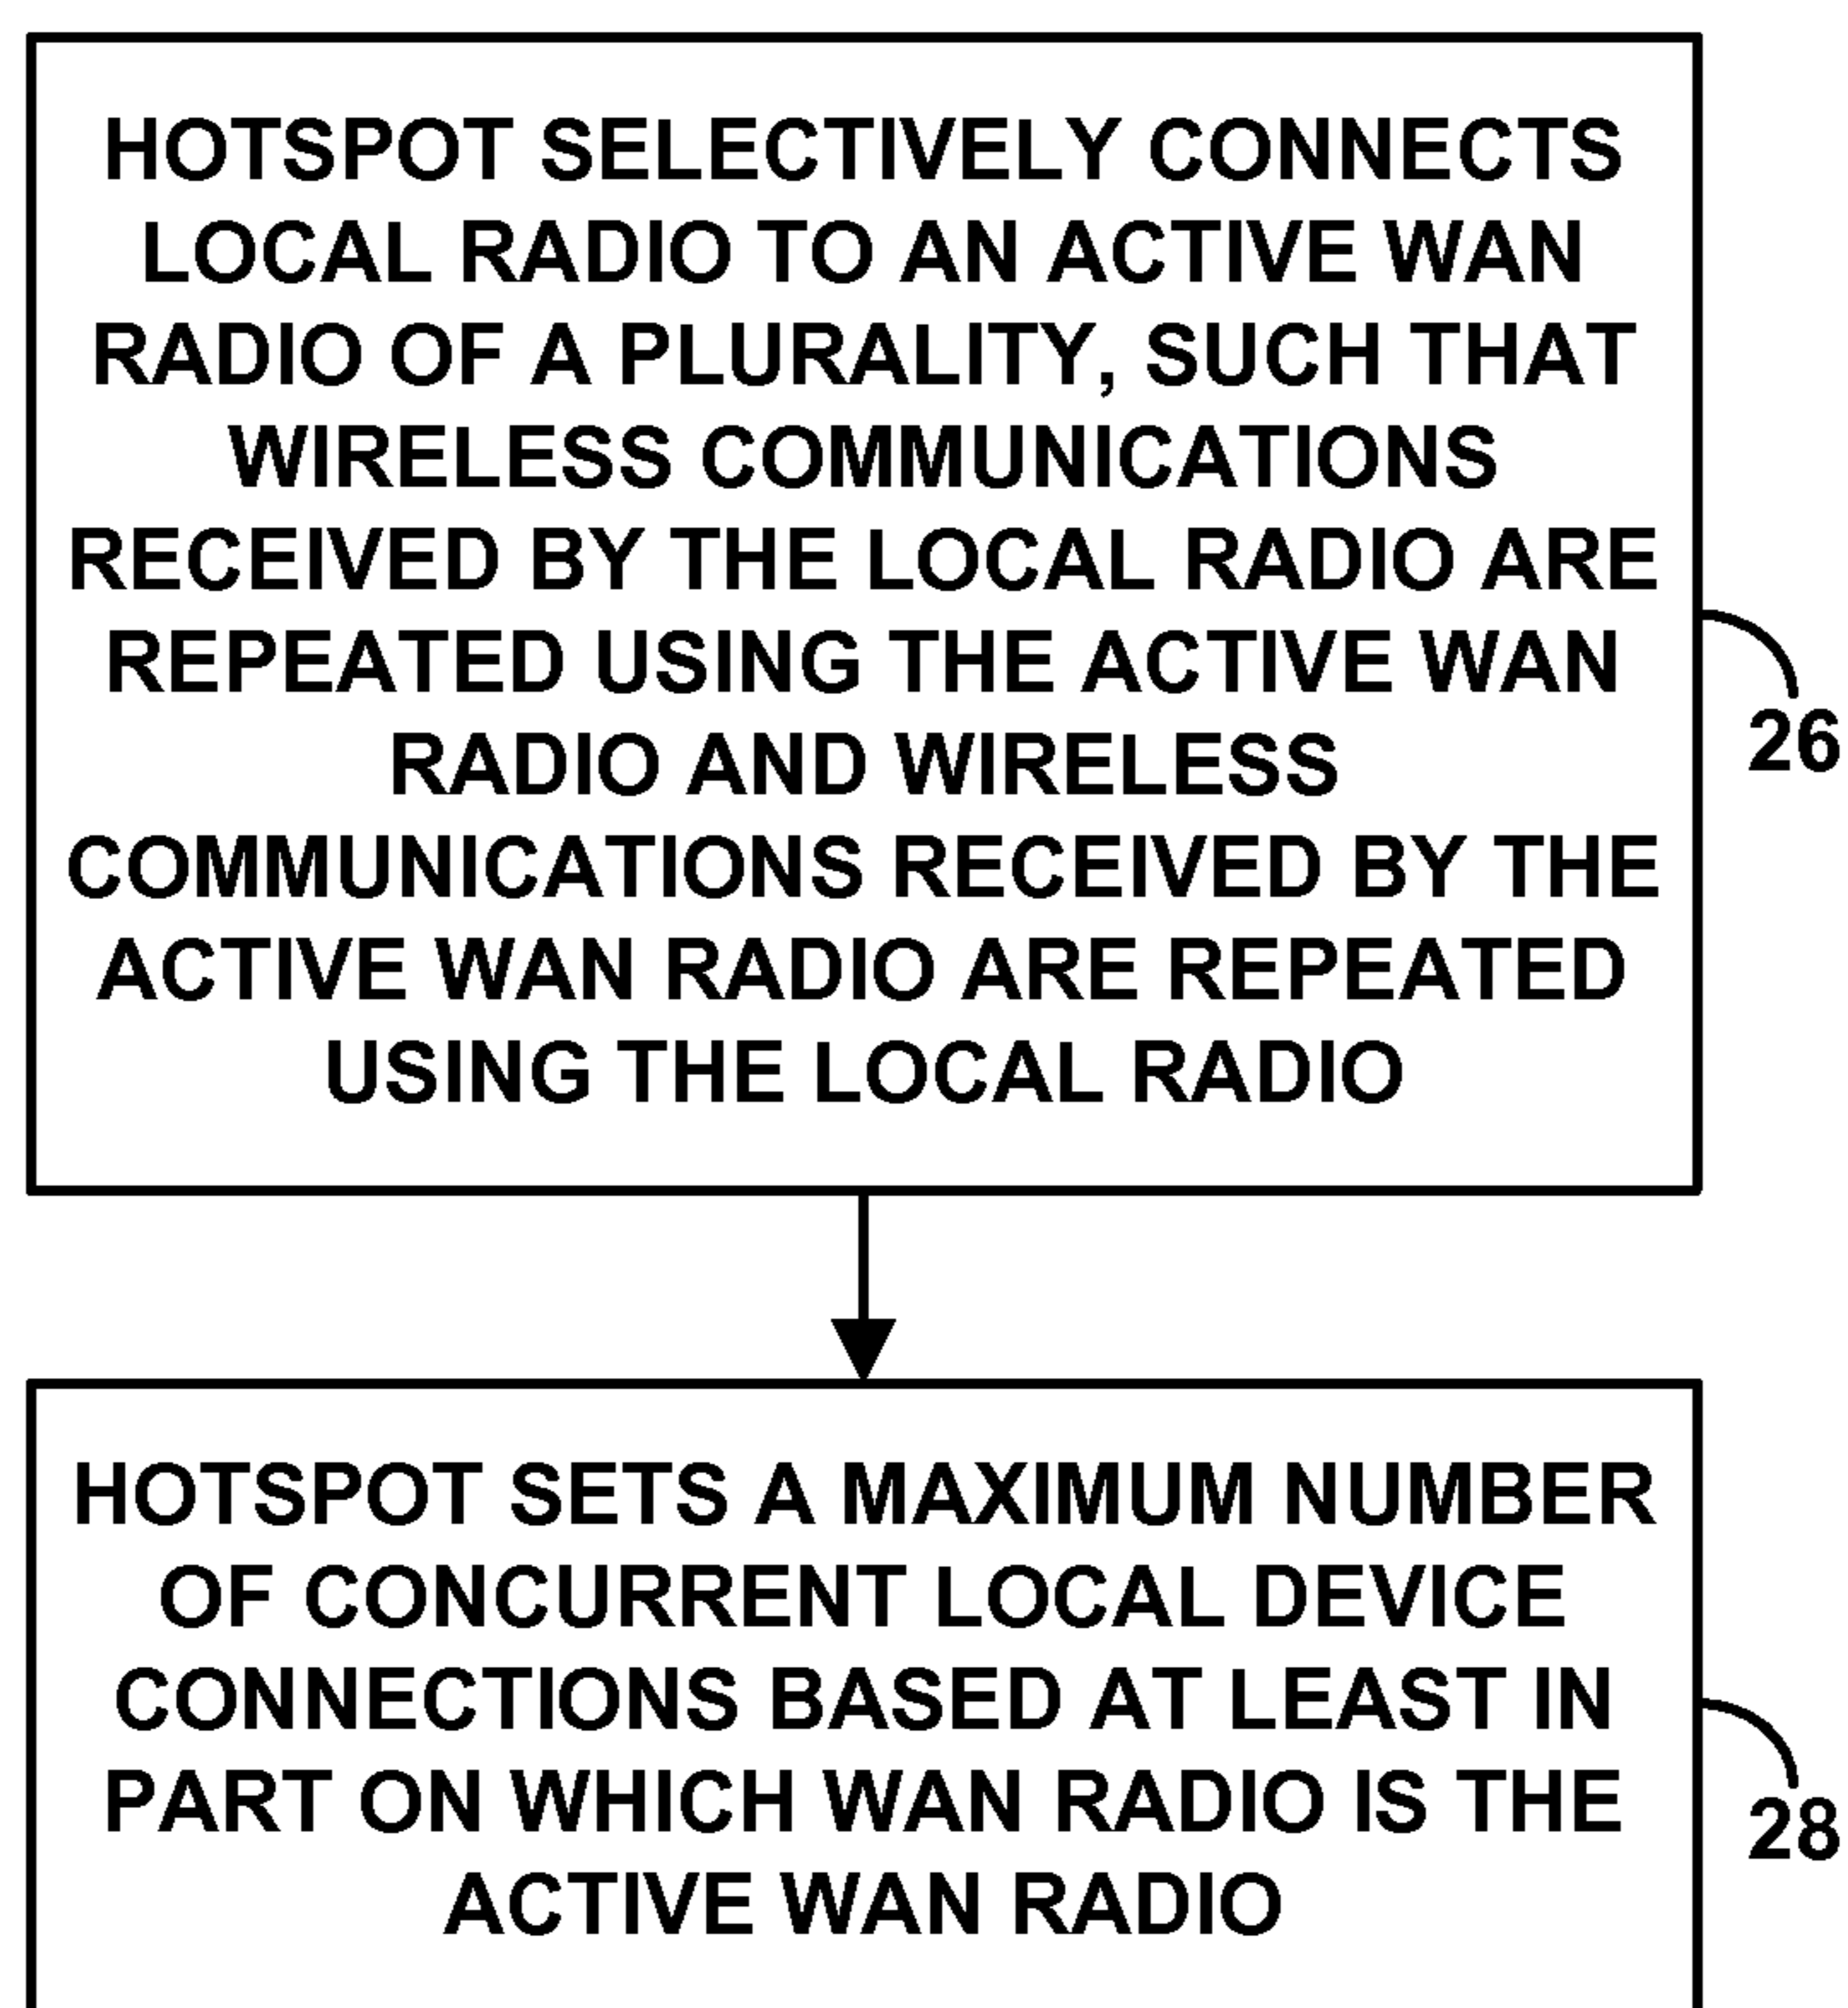 HOTSPOT SELECTIVELY CONNECTS
LOCAL RADIO TO AN ACTIVE WAN
RADIO OF A PLURALITY, SUCH THAT
WIRELESS COMMUNICATIONS
RECEIVED BY THE LOCAL RADIO ARE
REPEATED USING THE ACTIVE WAN
RADIO AND WIRELESS
COMMUNICATIONS RECEIVED BY THE
ACTIVE WAN RADIO ARE REPEATED
USING THE LOCAL RADIO
26
HOTSPOT SETS A MAXIMUM NUMBER
OF CONCURRENT LOCAL DEVICE
CONNECTIONS BASED AT LEAST IN
PART ON WHICH WAN RADIO IS THE
ACTIVE WAN RADIO
28